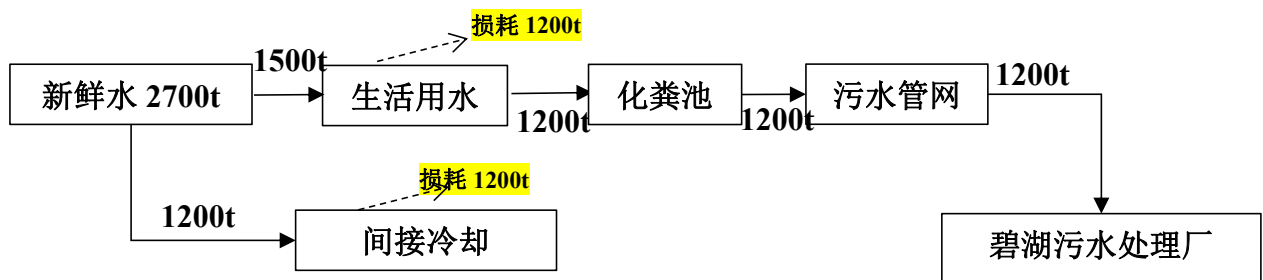 损耗 1200t
1500t
1200t
新鲜水 2700t
生活用水
化粪池
污水管网
1200t
1200t
损耗 1200t
1200t
间接冷却
碧湖污水处理厂